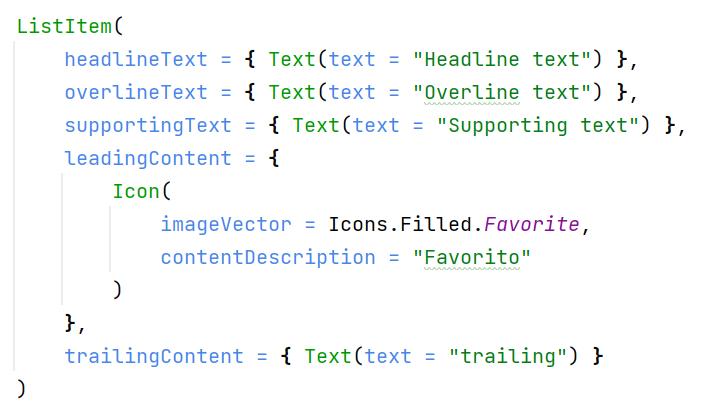 ListItem(
    headlineText = { Text(text = "Headline text") },
    overlineText = { Text(text = "Overline text") },
    supportingText = { Text(text = "Supporting text") },
    leadingContent = {
        Icon(
            imageVector = Icons.Filled.Favorite,
            contentDescription = "Favorito"
        )
    },
    trailingContent = { Text(text = "trailing") }
)